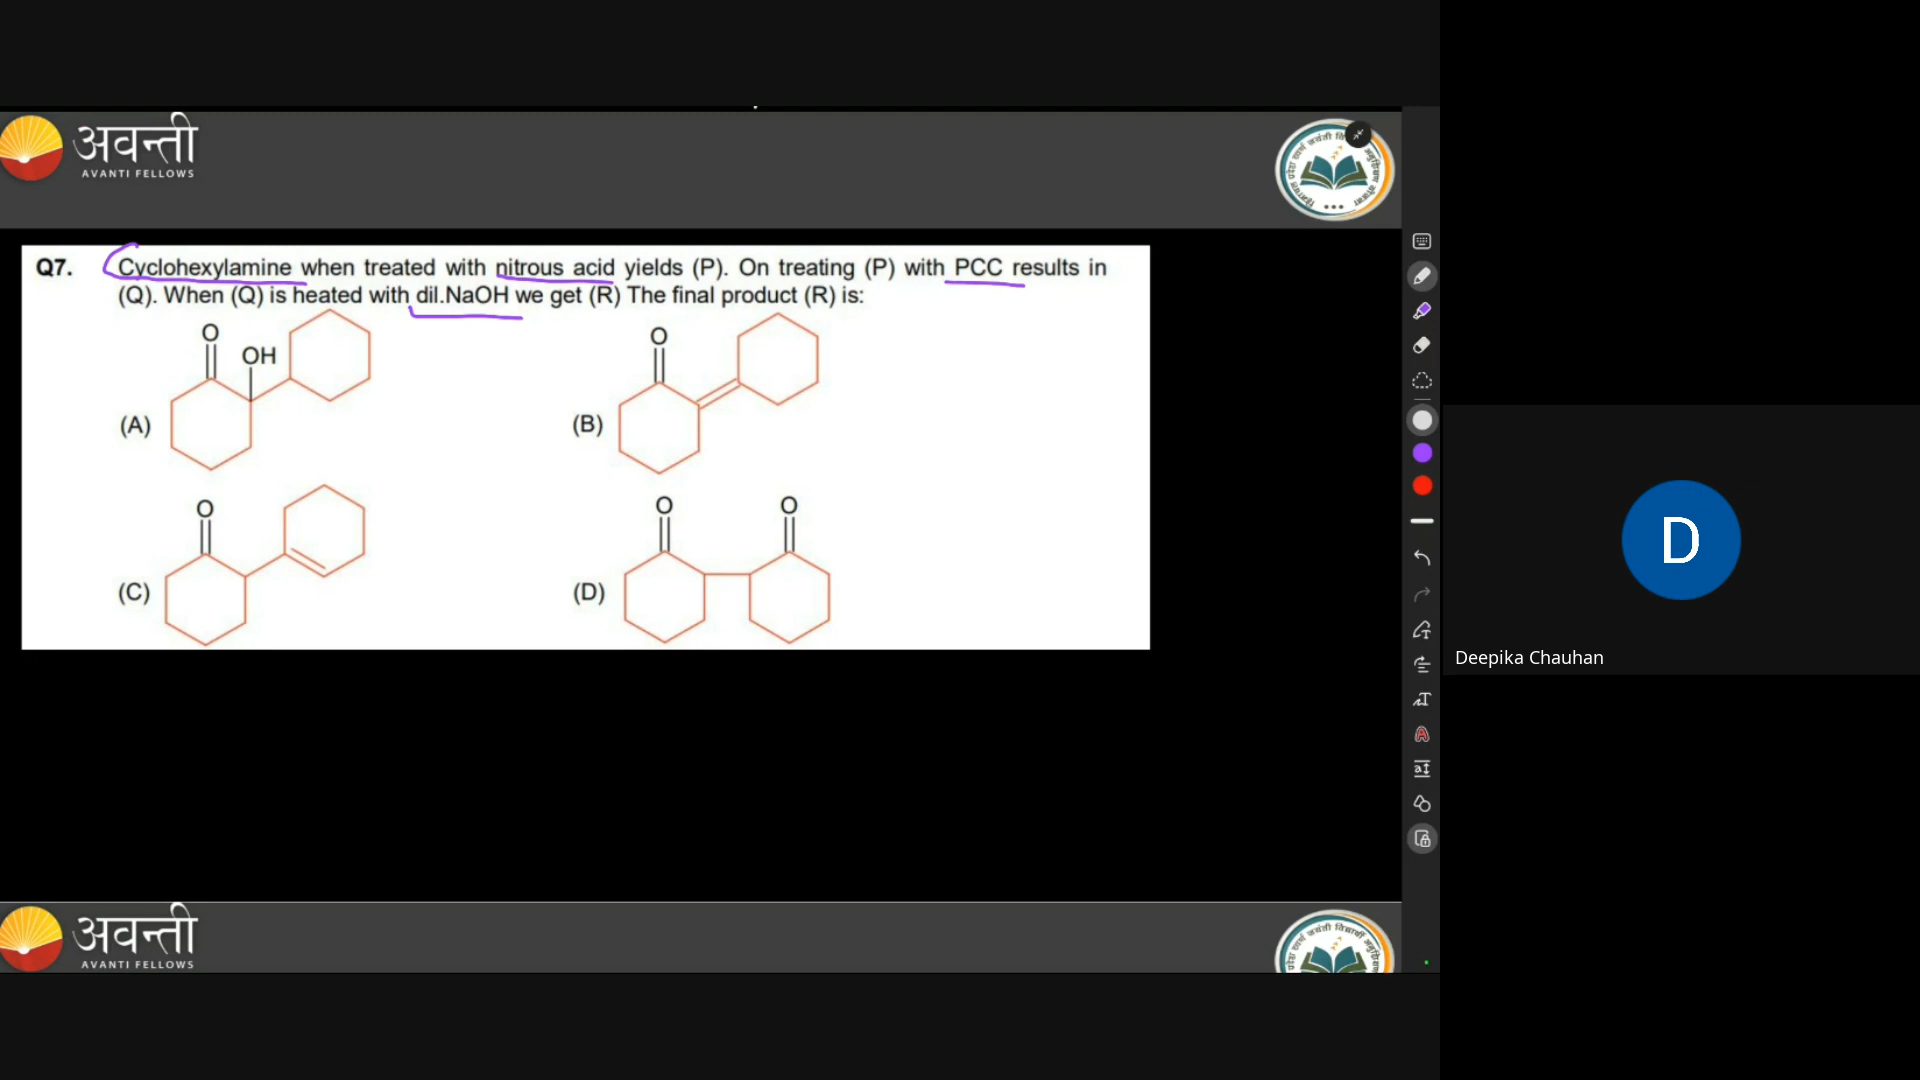 अवन्ती
AVANTI FELLOWS
Q7. Cyclohexylamine when treated with nitrous acid yields (P). On treating (P) with PCC results in
(Q). When (Q) is heated with dil.NaOH we get (R) The final product (R) is:
O
OH
(A)
O
(B)
O
(C)
O O
(D)
D
Deepika Chauhan
अवन्ती
AVANTI FELLOWS